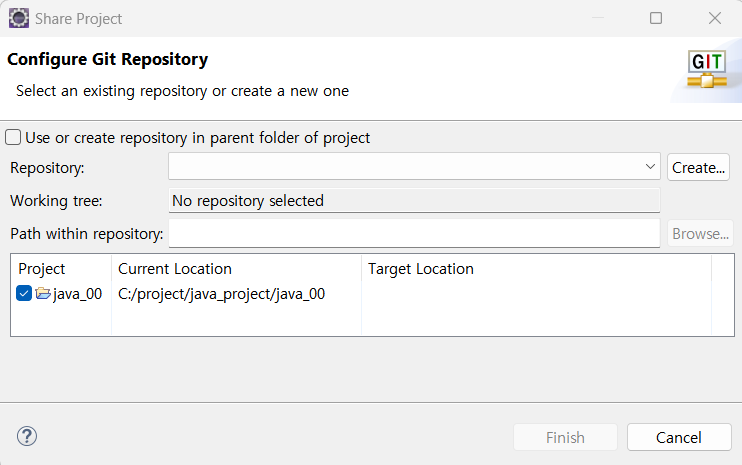 Share Project
Configure Git Repository
Select an existing repository or create a new one
GIT
Use or create repository in parent folder of project
Repository: Create...
Working tree: No repository selected
Path within repository: Browse...
Project Current Location Target Location
java_00 C:/project/java_project/java_00
? Finish Cancel